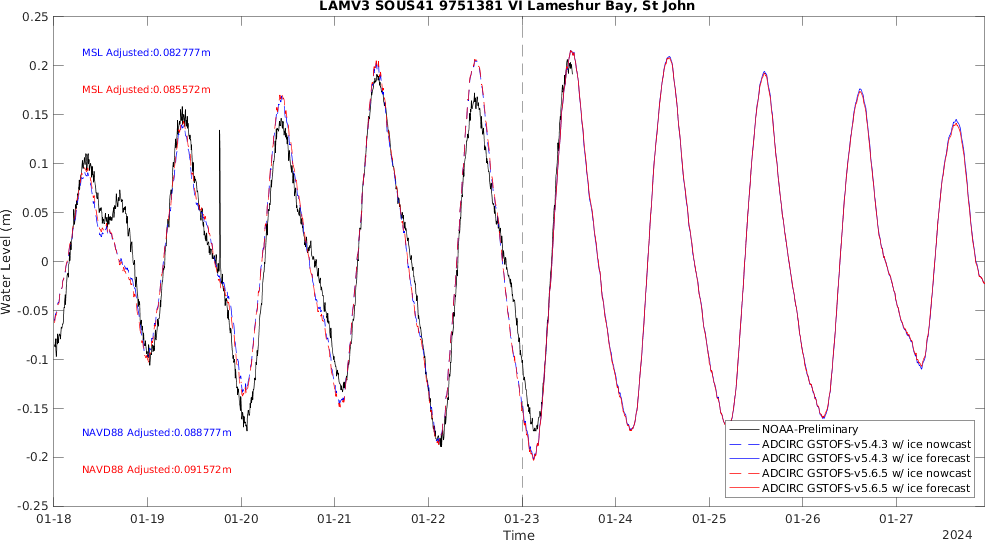 LAMV3 SOUS41 9751381 VI Lameshur Bay, St John
0.25
0.2
0.15
0.1
0.05
0
-0.05
-0.1
-0.15
-0.2
-0.25
Water Level (m)
MSL Adjusted:0.082777m
MSL Adjusted:0.085572m
NAVD88 Adjusted:0.088777m
NAVD88 Adjusted:0.091572m
NOAA-Preliminary
ADCIRC GSTOFS-v5.4.3 w/ ice nowcast
ADCIRC GSTOFS-v5.4.3 w/ ice forecast
ADCIRC GSTOFS-v5.6.5 w/ ice nowcast
ADCIRC GSTOFS-v5.6.5 w/ ice forecast
01-18 01-19 01-20 01-21 01-22 01-23 01-24 01-25 01-26 01-27
Time
2024